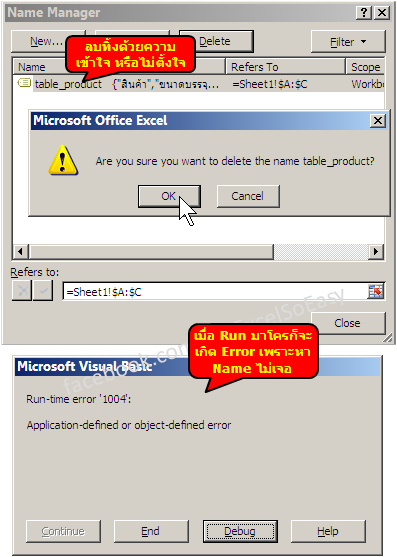 Name Manager
New...
Delete
Filter
ลบทิ้งด้วยความ
เข้าใจ หรือไม่ตั้งใจ
Name
Refers To
Scope
table_product
{"สินค้า","ขนาดบรรจุ...
=Sheet1!$A:$C
Workbo
Microsoft Office Excel
Are you sure you want to delete the name table_product?
OK
Cancel
Refers to:
=Sheet1!$A:$C
Close
facebook.com/ExcelSoEasy
เมื่อ Run มาโครก็จะ
เกิด Error เพราะหา
Name ไม่เจอ
Microsoft Visual Basic
Run-time error '1004':
Application-defined or object-defined error
Continue
End
Debug
Help